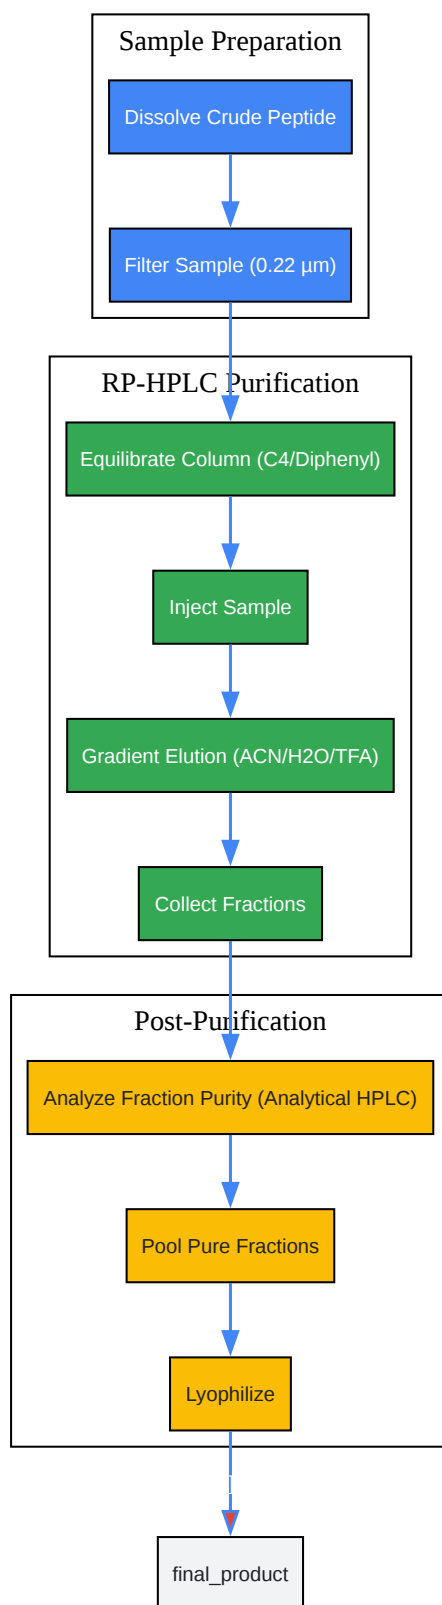 Sample Preparation
Dissolve Crude Peptide
Filter Sample (0.22 µm)
RP-HPLC Purification
Equilibrate Column (C4/Diphenyl)
Inject Sample
Gradient Elution (ACN/H2O/TFA)
Collect Fractions
Post-Purification
Analyze Fraction Purity (Analytical HPLC)
Pool Pure Fractions
Lyophilize
final_product